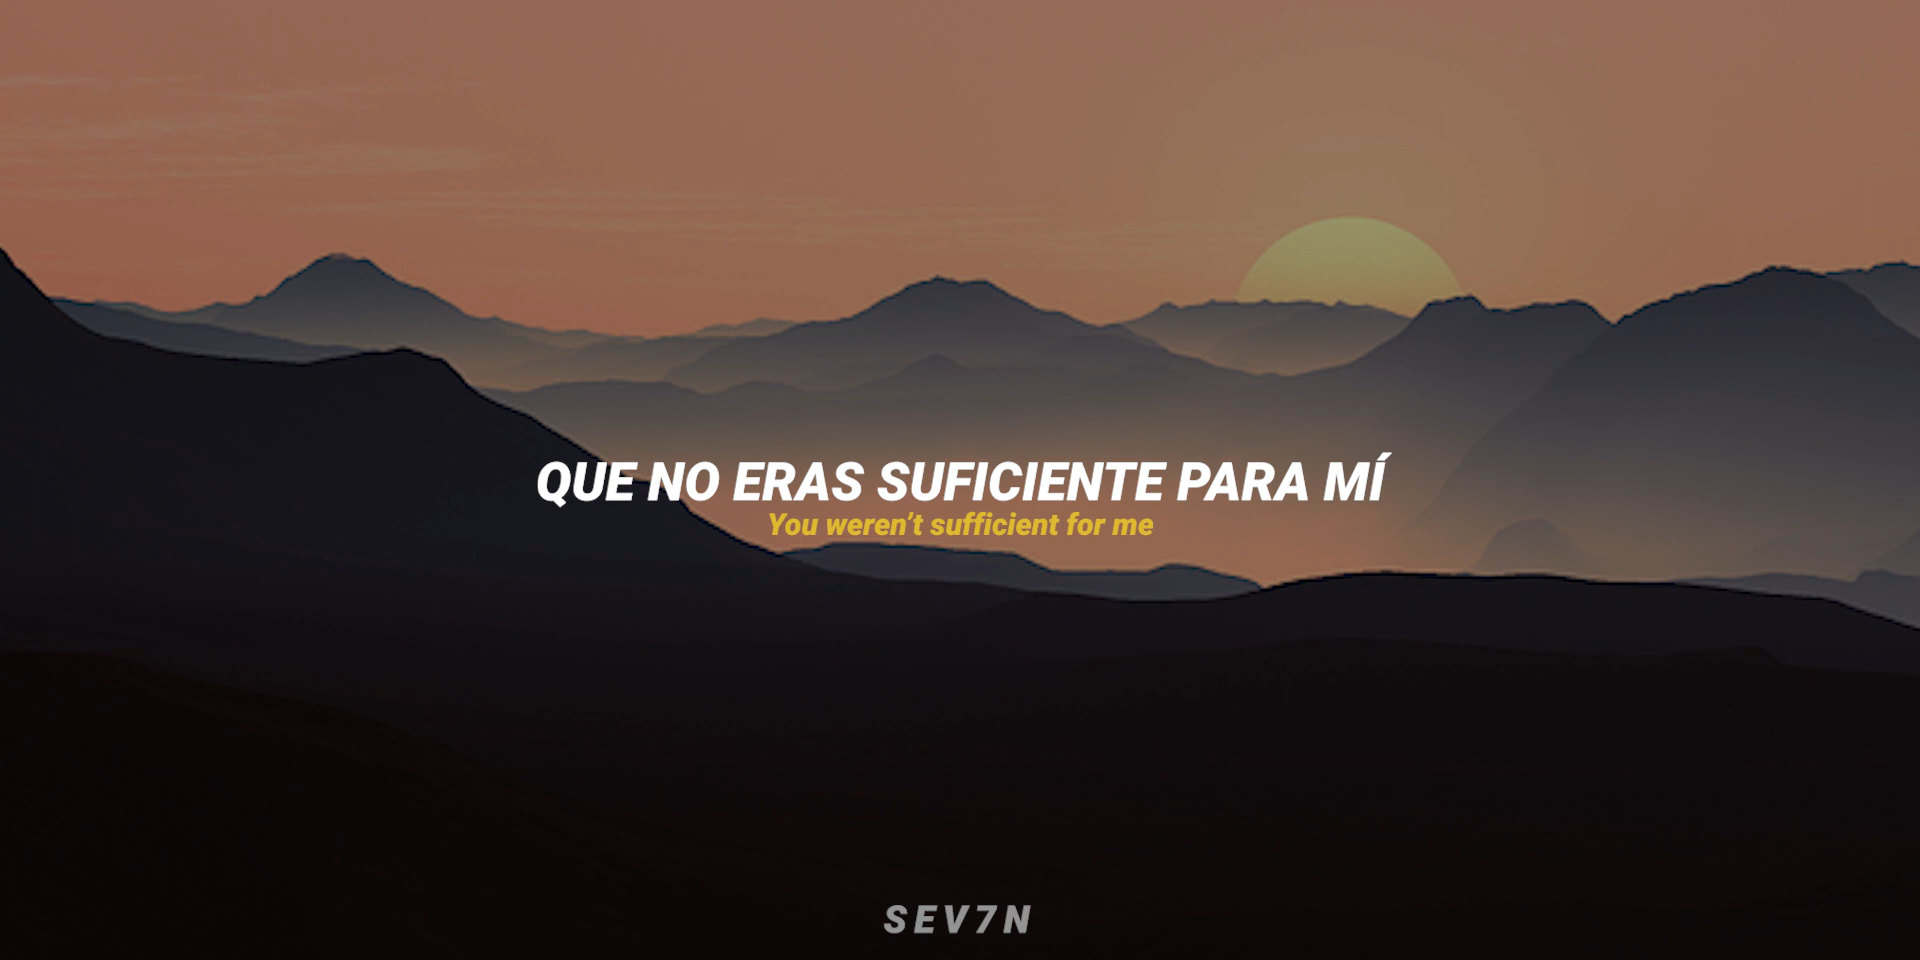 QUE NO ERAS SUFICIENTE PARA MÍ
You weren’t sufficient for me
SEV7N